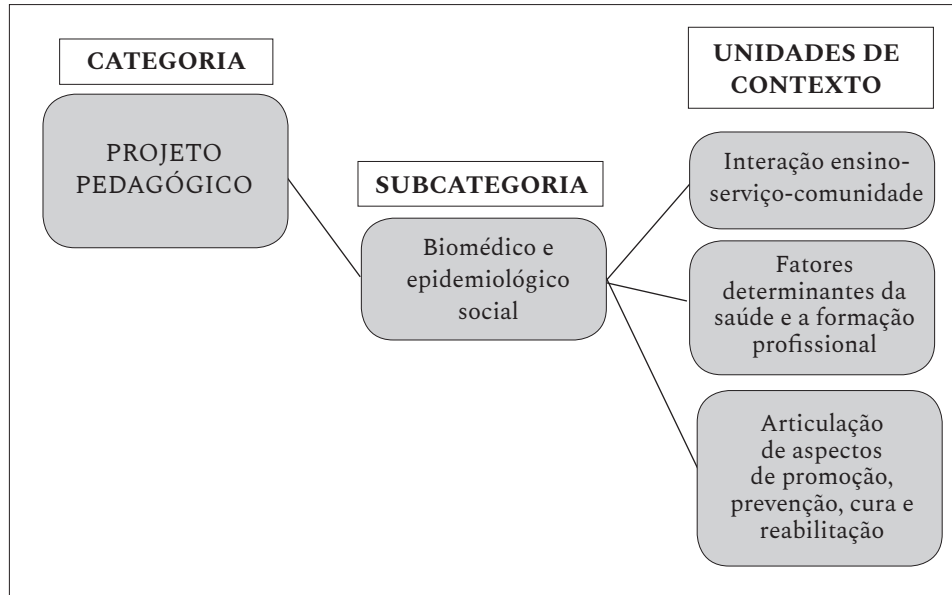 CATEGORIA
PROJETO
PEDAGÓGICO
SUBCATEGORIA
Biomédico e
epidemiológico
social
UNIDADES DE
CONTEXTO
Interação ensino-
serviço-comunidade
Fatores
determinantes da
saúde e a formação
profissional
Articulação
de aspectos
de promoção,
prevenção, cura e
reabilitação